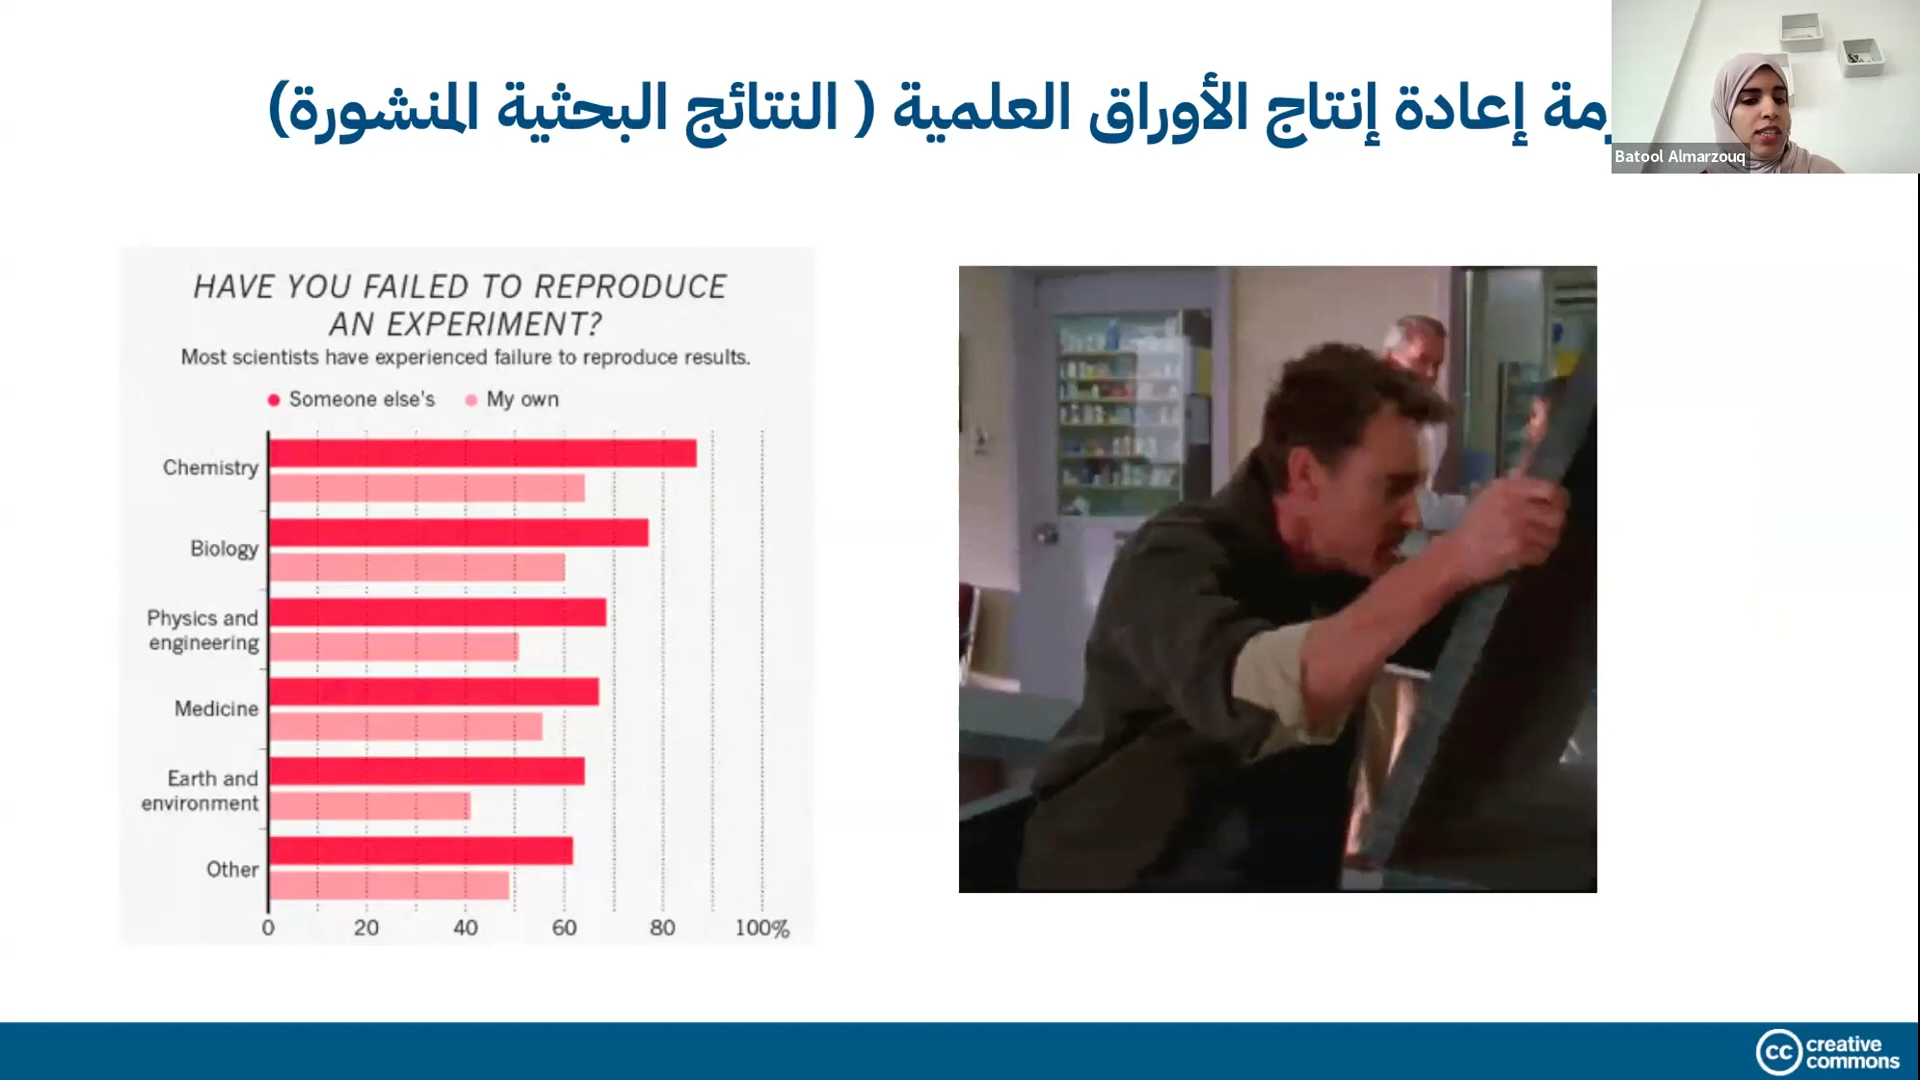 إعادة إنتاج الأوراق العلمية ( النتائج البحثية المنشورة)
Batool Almarzouq
HAVE YOU FAILED TO REPRODUCE
AN EXPERIMENT?
Most scientists have experienced failure to reproduce results.
Someone else's My own
Chemistry
Biology
Physics and
engineering
Medicine
Earth and
environment
Other
0 20 40 60 80 100%
cc creative
commons